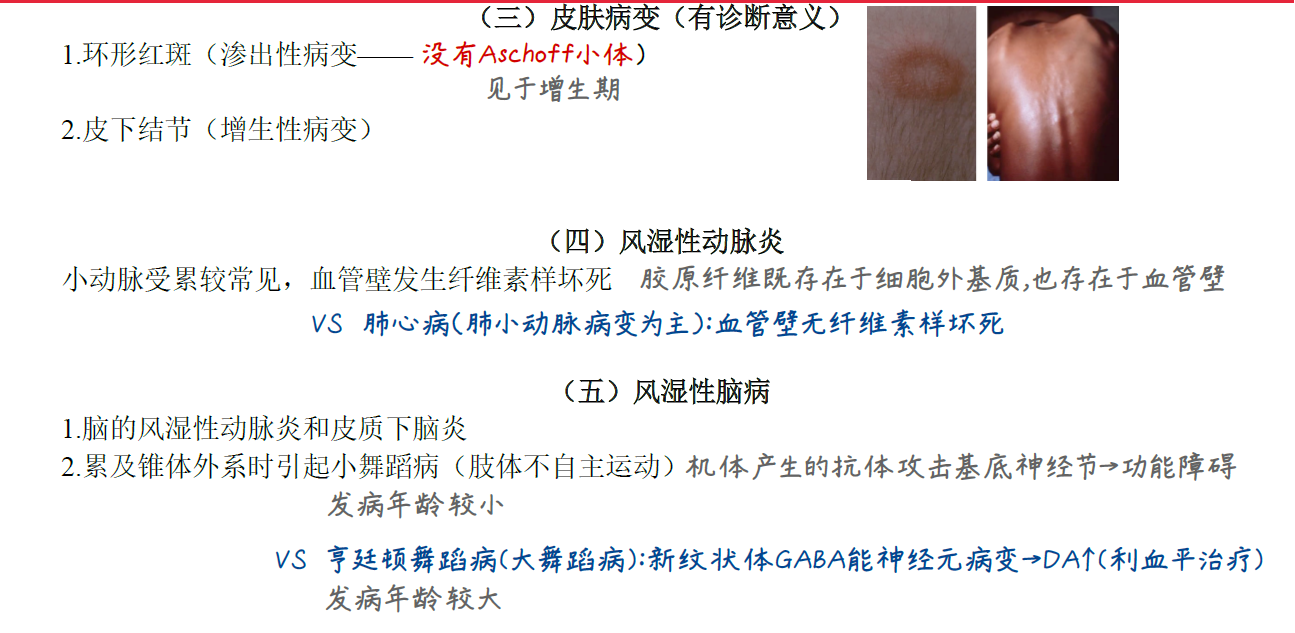 （三）皮肤病变（有诊断意义）
1.环形红斑（渗出性病变—— 没有Aschoff小体）
见于增生期
2.皮下结节（增生性病变）
（四）风湿性动脉炎
小动脉受累较常见，血管壁发生纤维素样坏死 胶原纤维既存在于细胞外基质,也存在于血管壁
VS 肺心病(肺小动脉病变为主):血管壁无纤维素样坏死
（五）风湿性脑病
1.脑的风湿性动脉炎和皮质下脑炎
2.累及锥体外系时引起小舞蹈病（肢体不自主运动）机体产生的抗体攻击基底神经节→功能障碍
发病年龄较小
VS 亨廷顿舞蹈病(大舞蹈病):新纹状体GABA能神经元病变→DA↑(利血平治疗)
发病年龄较大